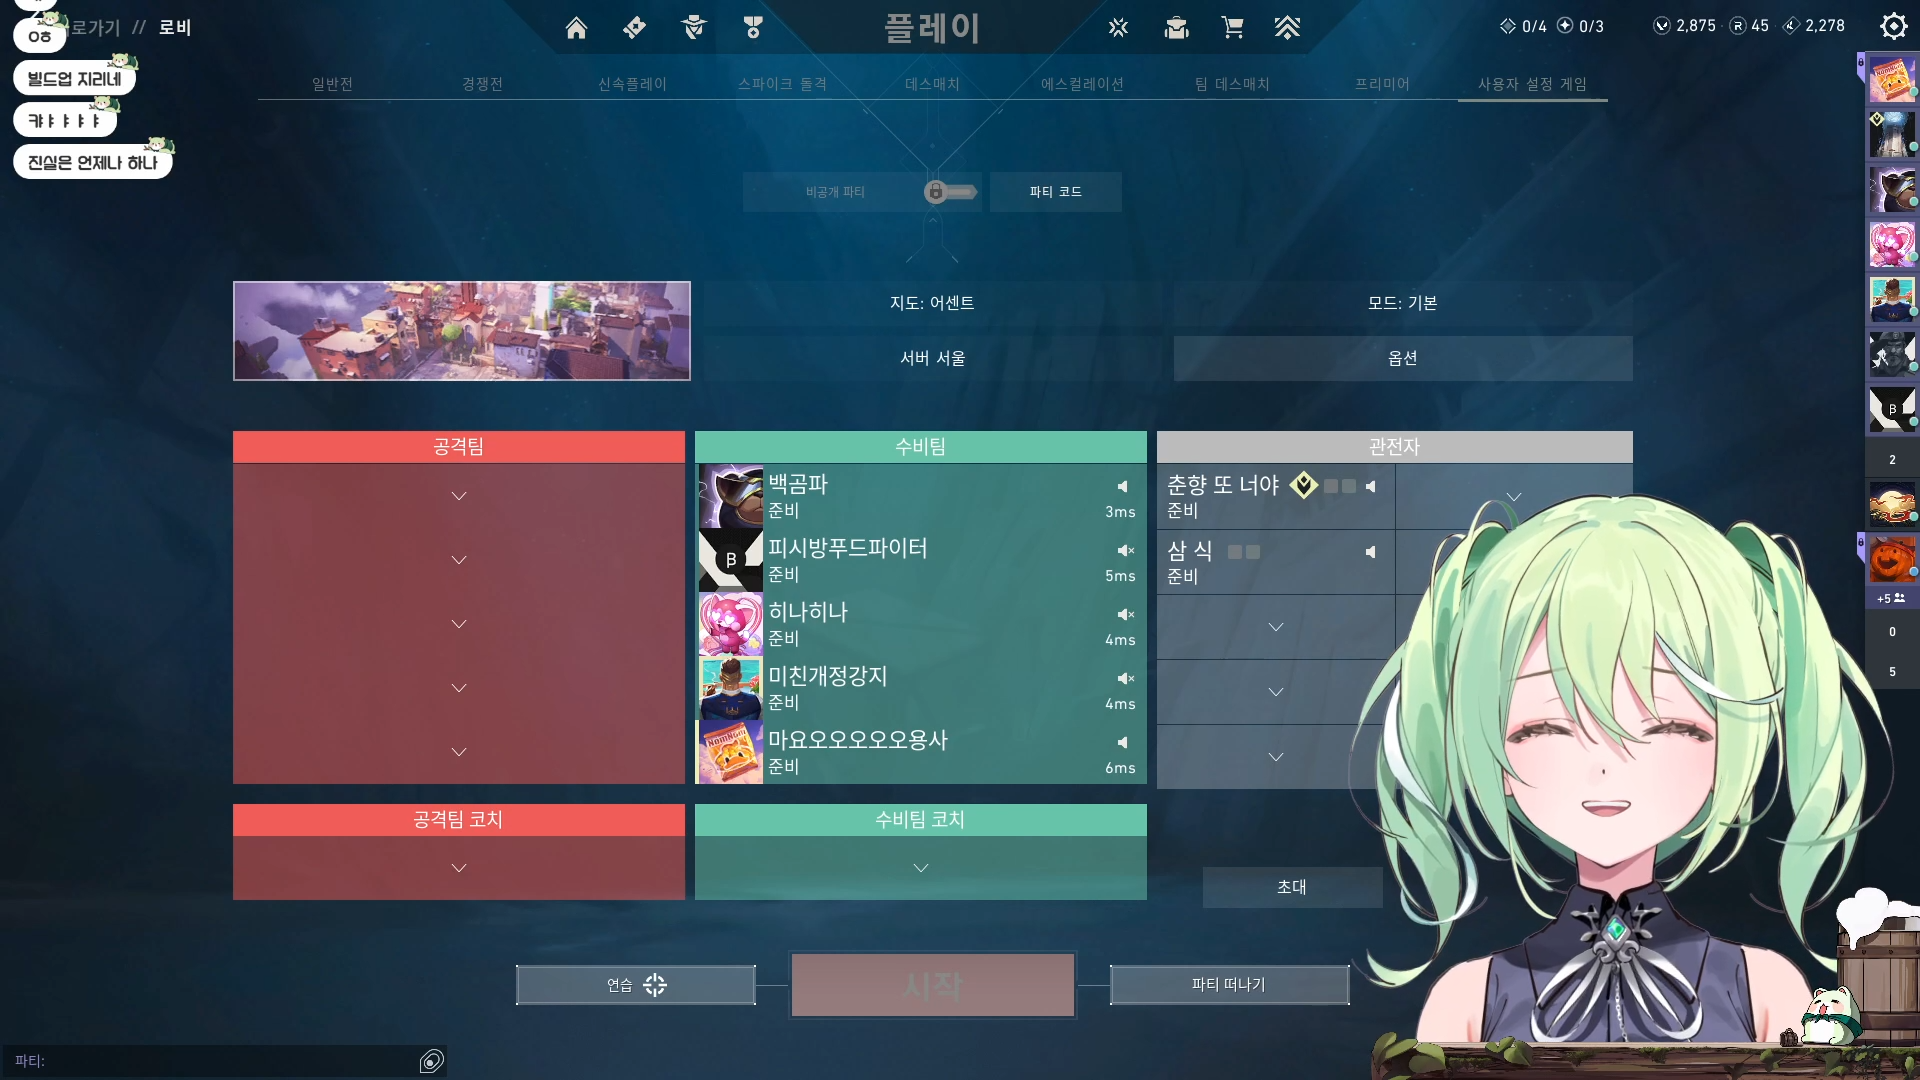 로가기 // 로비
ㅇㅎ
빌드업 지리네
캬ㅑㅑㅑㅑ
진실은 언제나 하나
플레이
0/4 0/3 2,875 45 2,278
일반전 경쟁전 신속플레이 스파이크 돌격 데스매치 에스컬레이션 팀 데스매치 프리미어 사용자 설정 게임
비공개 파티
파티 코드
지도: 어센트
모드: 기본
서버 서울
옵션
공격팀
수비팀
백곰파
준비
3ms
피시방푸드파이터
준비
5ms
히나히나
준비
4ms
미친개정강지
준비
4ms
마요오오오오오용사
준비
6ms
관전자
춘향 또 너야
준비
삼 식
준비
공격팀 코치
수비팀 코치
초대
연습
시작
파티 떠나기
파티:
2
+5
0
5